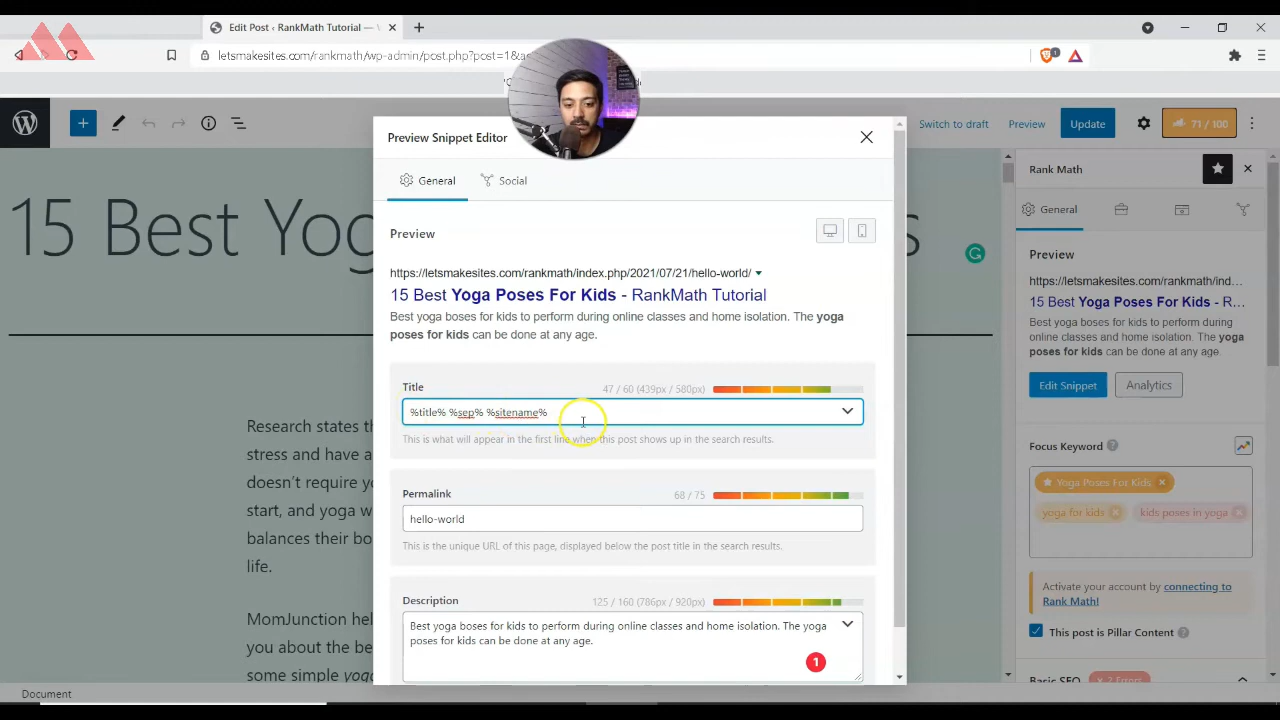 Edit Post ‹ RankMath Tutorial —
letsmakesites.com/rankmath/wp-admin/post.php?post=1&a
Switch to draft
Preview
Update
71 / 100
Preview Snippet Editor
General
Social
Preview
https://letsmakesites.com/rankmath/index.php/2021/07/21/hello-world/
15 Best Yoga Poses For Kids - RankMath Tutorial
Best yoga boses for kids to perform during online classes and home isolation. The yoga
poses for kids can be done at any age.
Title
47 / 60 (439px / 580px)
%title% %sep% %sitename%
This is what will appear in the first line when this post shows up in the search results.
Permalink
68 / 75
hello-world
This is the unique URL of this page, displayed below the post title in the search results.
Description
125 / 160 (786px / 920px)
Best yoga boses for kids to perform during online classes and home isolation. The yoga
poses for kids can be done at any age.
1
15 Best Yog
s
Research states th
stress and have a
doesn't require yo
start, and yoga w
balances their bo
life.
MomJunction hel
you about the be
some simple yoga
Document
Rank Math
General
Preview
https://letsmakesites.com/rankmath/ind...
15 Best Yoga Poses For Kids - R...
Best yoga boses for kids to perform during
online classes and home isolation. The yoga
poses for kids can be done at any age.
Edit Snippet
Analytics
Focus Keyword
Yoga Poses For Kids
yoga for kids
kids poses in yoga
Activate your account by connecting to
Rank Math!
This post is Pillar Content
Basic SEO
× 2 Errors